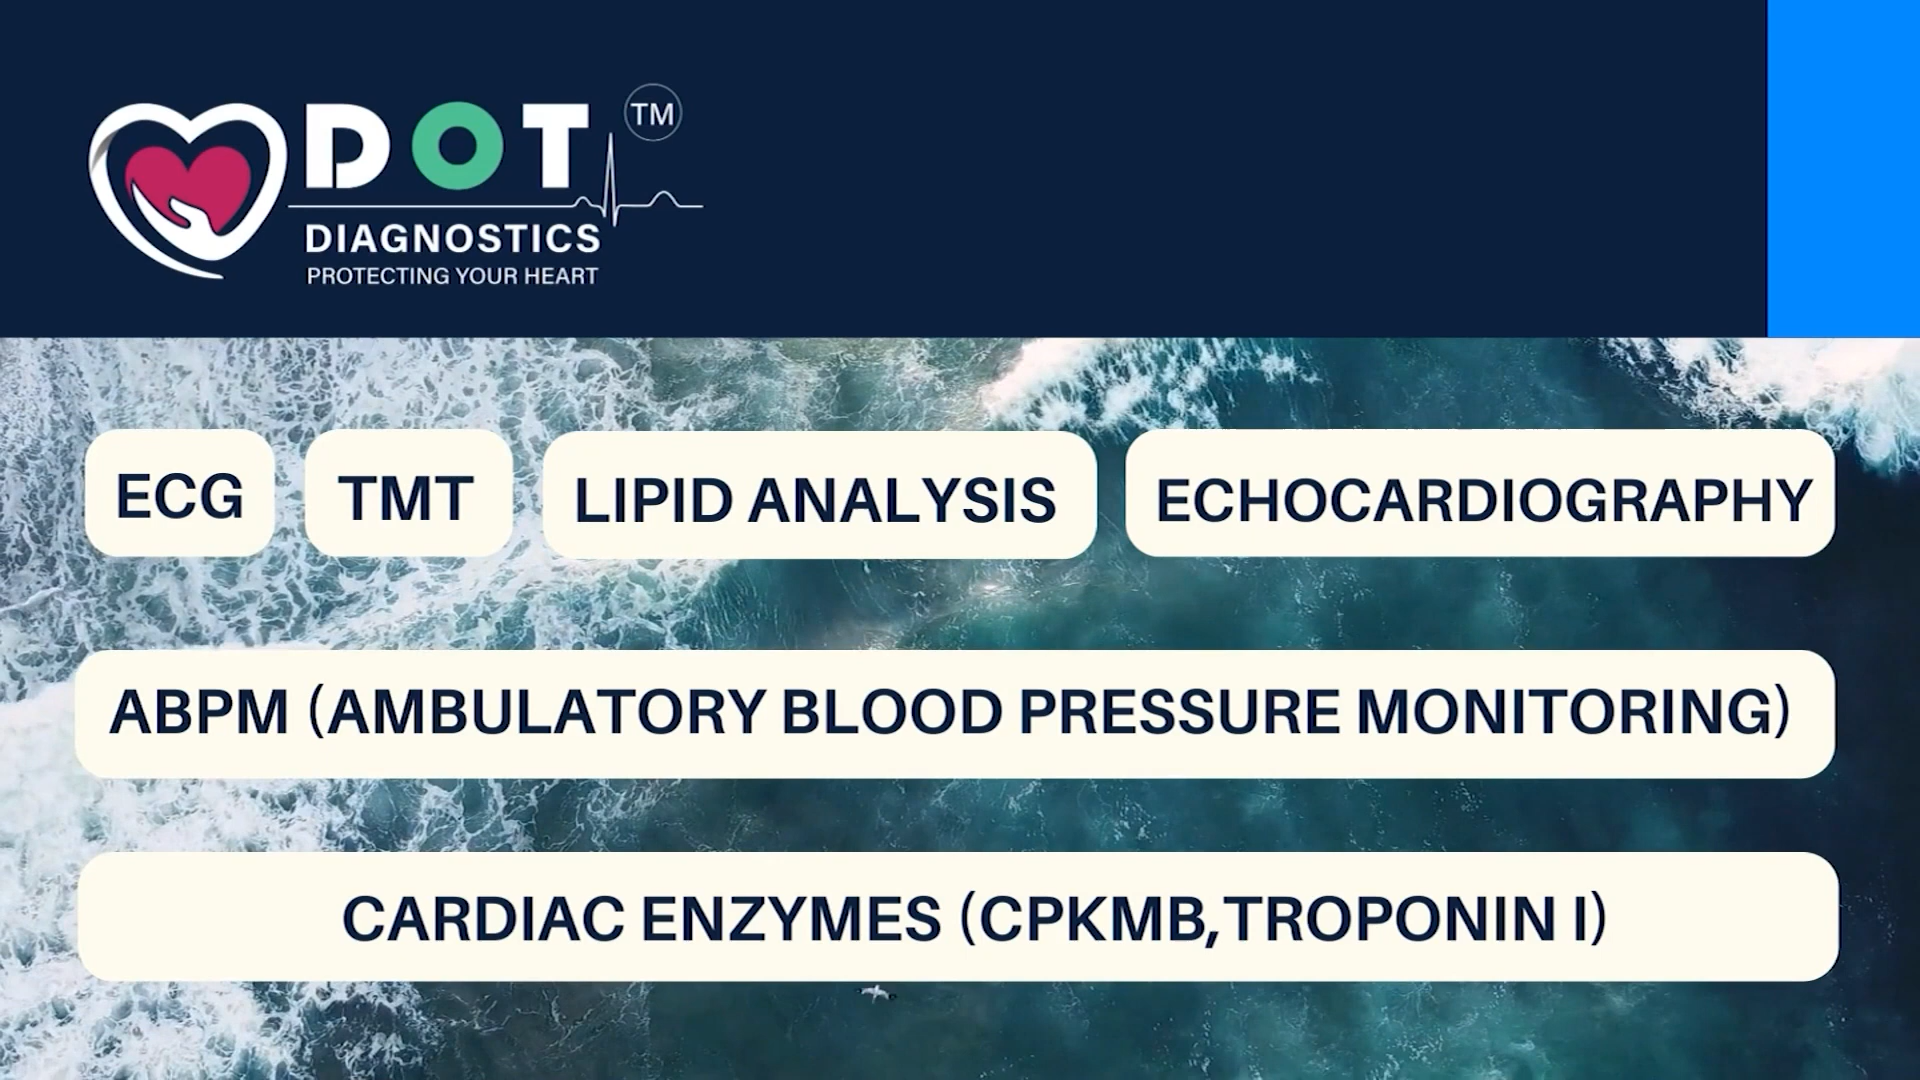 DOT TM
DIAGNOSTICS
PROTECTING YOUR HEART
ECG TMT LIPID ANALYSIS ECHOCARDIOGRAPHY
ABPM (AMBULATORY BLOOD PRESSURE MONITORING)
CARDIAC ENZYMES (CPKMB,TROPONIN I)